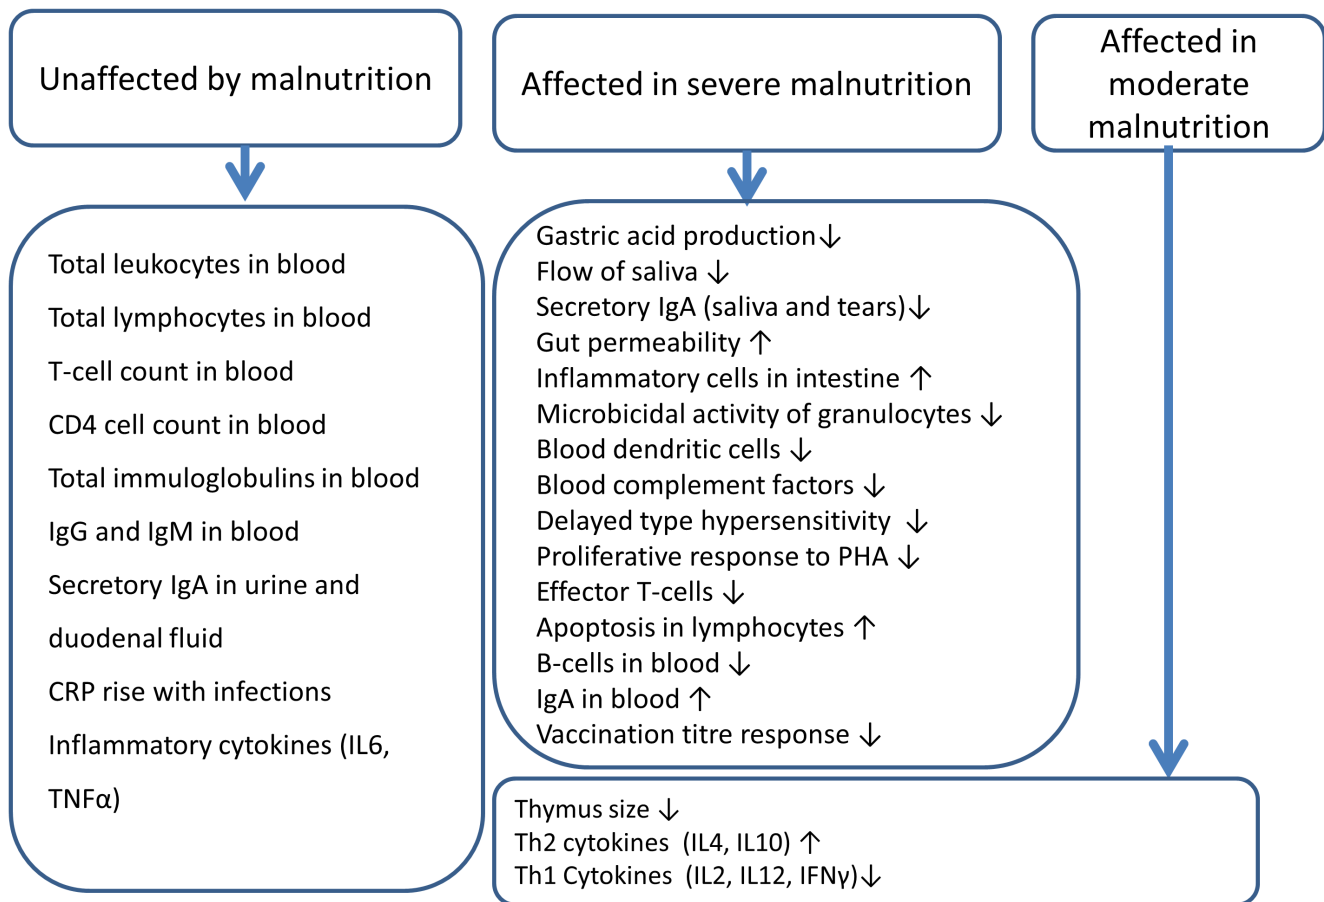 Unaffected by malnutrition
Total leukocytes in blood
Total lymphocytes in blood
T-cell count in blood
CD4 cell count in blood
Total immuloglobulins in blood
IgG and IgM in blood
Secretory IgA in urine and
duodenal fluid
CRP rise with infections
Inflammatory cytokines (IL6,
TNFα)
Affected in severe malnutrition
Gastric acid production↓
Flow of saliva ↓
Secretory IgA (saliva and tears)↓
Gut permeability ↑
Inflammatory cells in intestine ↑
Microbicidal activity of granulocytes ↓
Blood dendritic cells ↓
Blood complement factors ↓
Delayed type hypersensitivity ↓
Proliferative response to PHA ↓
Effector T-cells ↓
Apoptosis in lymphocytes ↑
B-cells in blood ↓
IgA in blood ↑
Vaccination titre response ↓
Affected in
moderate
malnutrition
Thymus size ↓
Th2 cytokines (IL4, IL10) ↑
Th1 Cytokines (IL2, IL12, IFNγ)↓